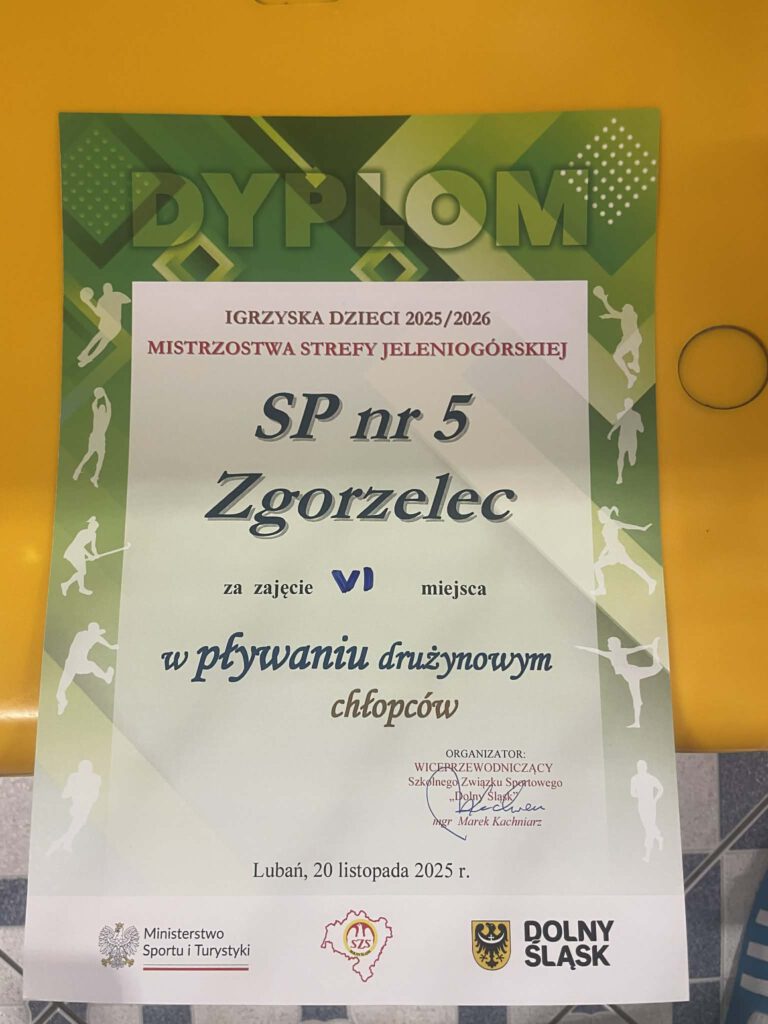 DYPLOM
IGRZYSKA DZIECI 2025/2026
MISTRZOSTWA STREFY JELENIOGÓRSKIEJ
SP nr 5
Zgorzelec
za zajęcie VI miejsca
w pływaniu drużynowym
chłopców
ORGANIZATOR:
WICEPRZEWODNICZĄCY
Szkolnego Związku Sportowego
„Dolny Śląsk”
mgr Marek Kachniarz
Lubań, 20 listopada 2025 r.
Ministerstwo
Sportu i Turystyki
SZS
DOLNY
ŚLĄSK